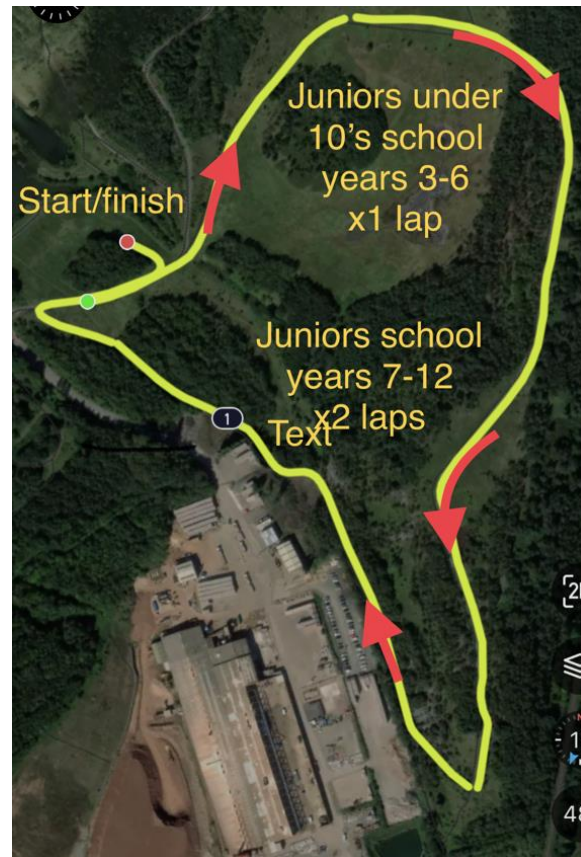 Juniors under
10's school
years 3-6
x1 lap
Start/finish
Juniors school
years 7-12
x2 laps
1
Text